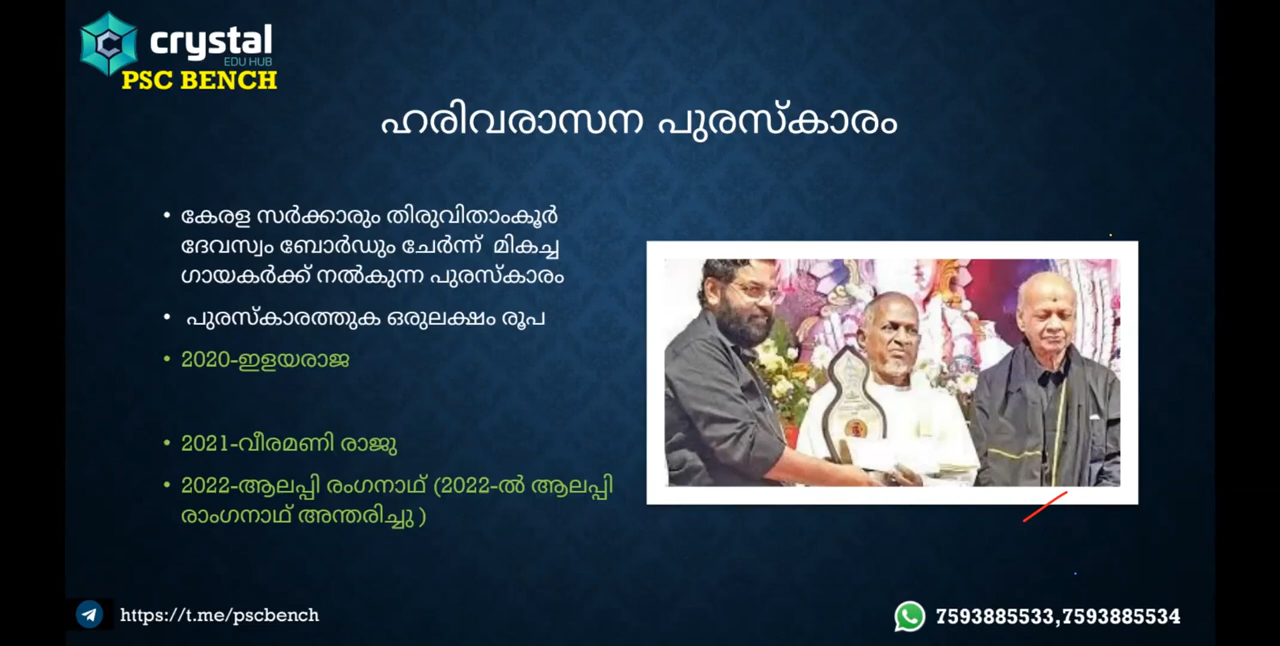 crystal
EDU HUB
PSC BENCH
ഹരിവരാസന പുരസ്കാരം
• കേരള സർക്കാരും തിരുവിതാംകൂർ
ദേവസ്വം ബോർഡും ചേർന്ന് മികച്ച
ഗായകർക്ക് നൽകുന്ന പുരസ്കാരം
• പുരസ്കാരത്തുക ഒരുലക്ഷം രൂപ
• 2020-ഇളയരാജ
• 2021-വീരമണി രാജു
• 2022-ആലപ്പി രംഗനാഥ് (2022-ൽ ആലപ്പി
രാംഗനാഥ് അന്തരിച്ചു )
https://t.me/pscbench
7593885533,7593885534